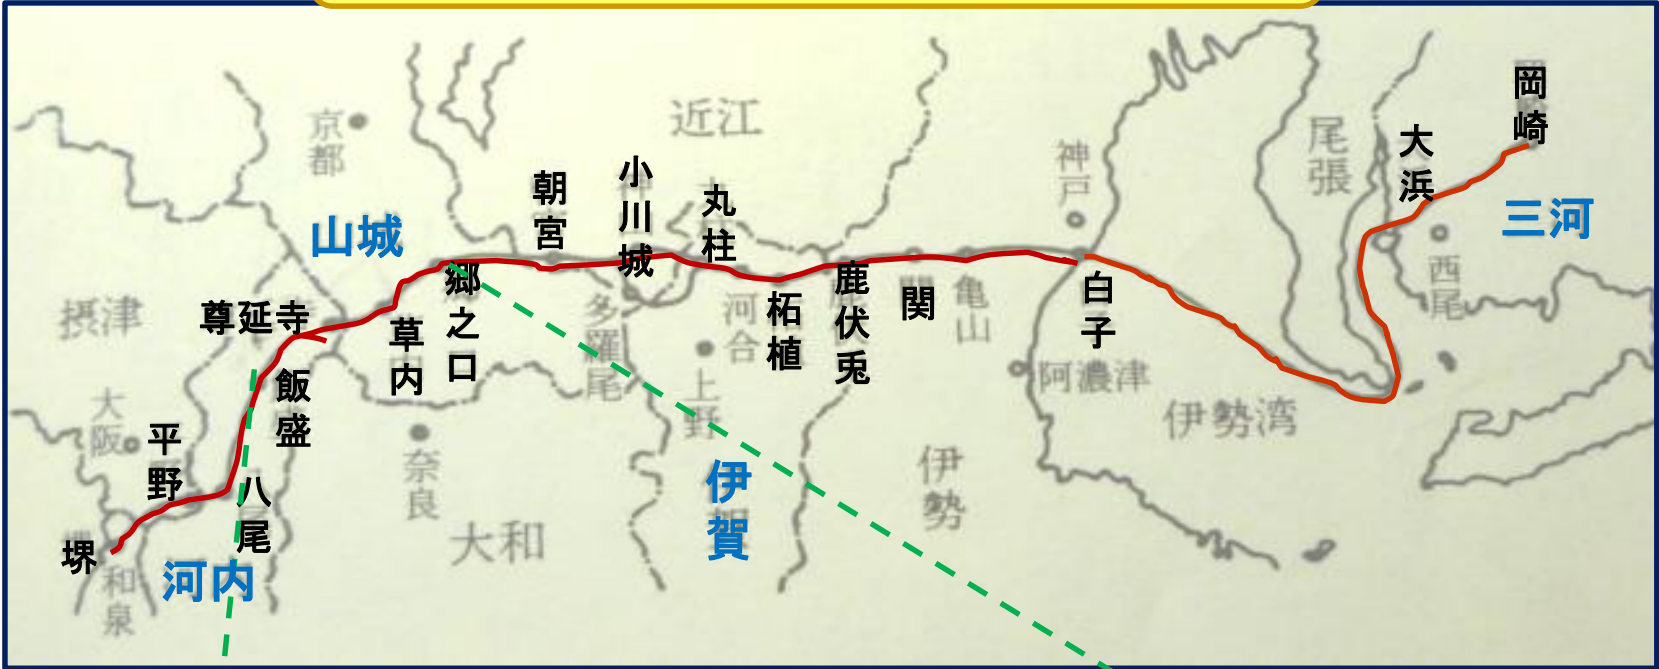 岡崎
大浜
三河
尾張
西尾
神戸
近江
京都
山城
朝宮
小川城
丸柱
郷之口
草内
尊延寺
摂津
飯盛
大阪
平野
八尾
堺
和泉
河内
奈良
大和
多羅尾
河合
上野
柘植
鹿伏兎
関
亀山
白子
阿濃津
伊勢湾
伊勢
伊賀